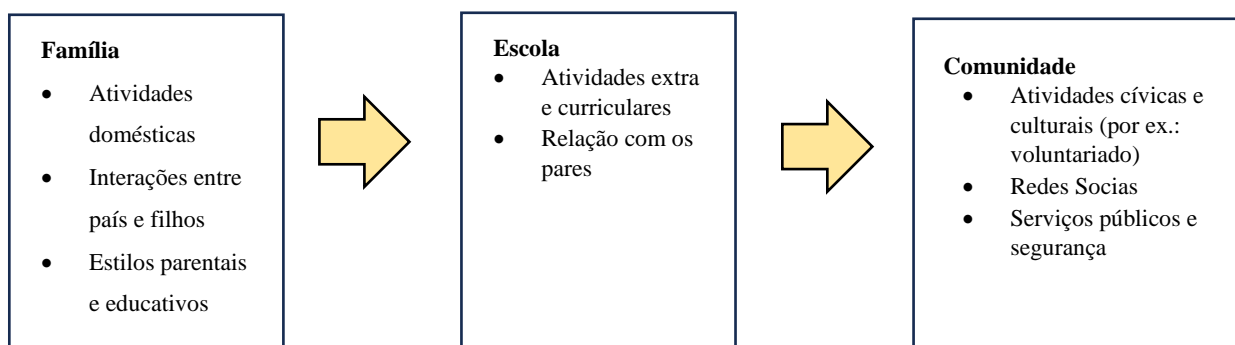 Família
• Atividades
domésticas
• Interações entre
país e filhos
• Estilos parentais
e educativos
Escola
• Atividades extra
e curriculares
• Relação com os
pares
Comunidade
• Atividades cívicas e
culturais (por ex.:
voluntariado)
• Redes Socias
• Serviços públicos e
segurança